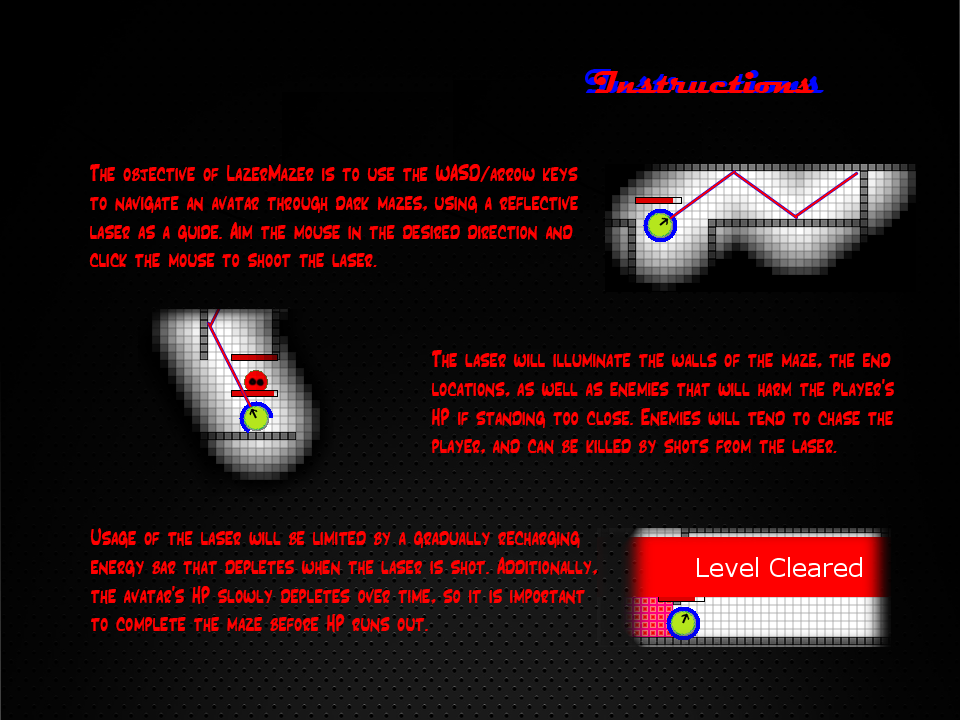 Instructions
The objective of LazerMazer is to use the WASD/arrow keys
to navigate an avatar through dark mazes, using a reflective
laser as a guide. Aim the mouse in the desired direction and
click the mouse to shoot the laser.
The laser will illuminate the walls of the maze, the end
locations, as well as enemies that will harm the player's
HP if standing too close. Enemies will tend to chase the
player, and can be killed by shots from the laser.
Usage of the laser will be limited by a gradually recharging
energy bar that depletes when the laser is shot. Additionally,
the avatar's HP slowly depletes over time, so it is important
to complete the maze before HP runs out.
Level Cleared